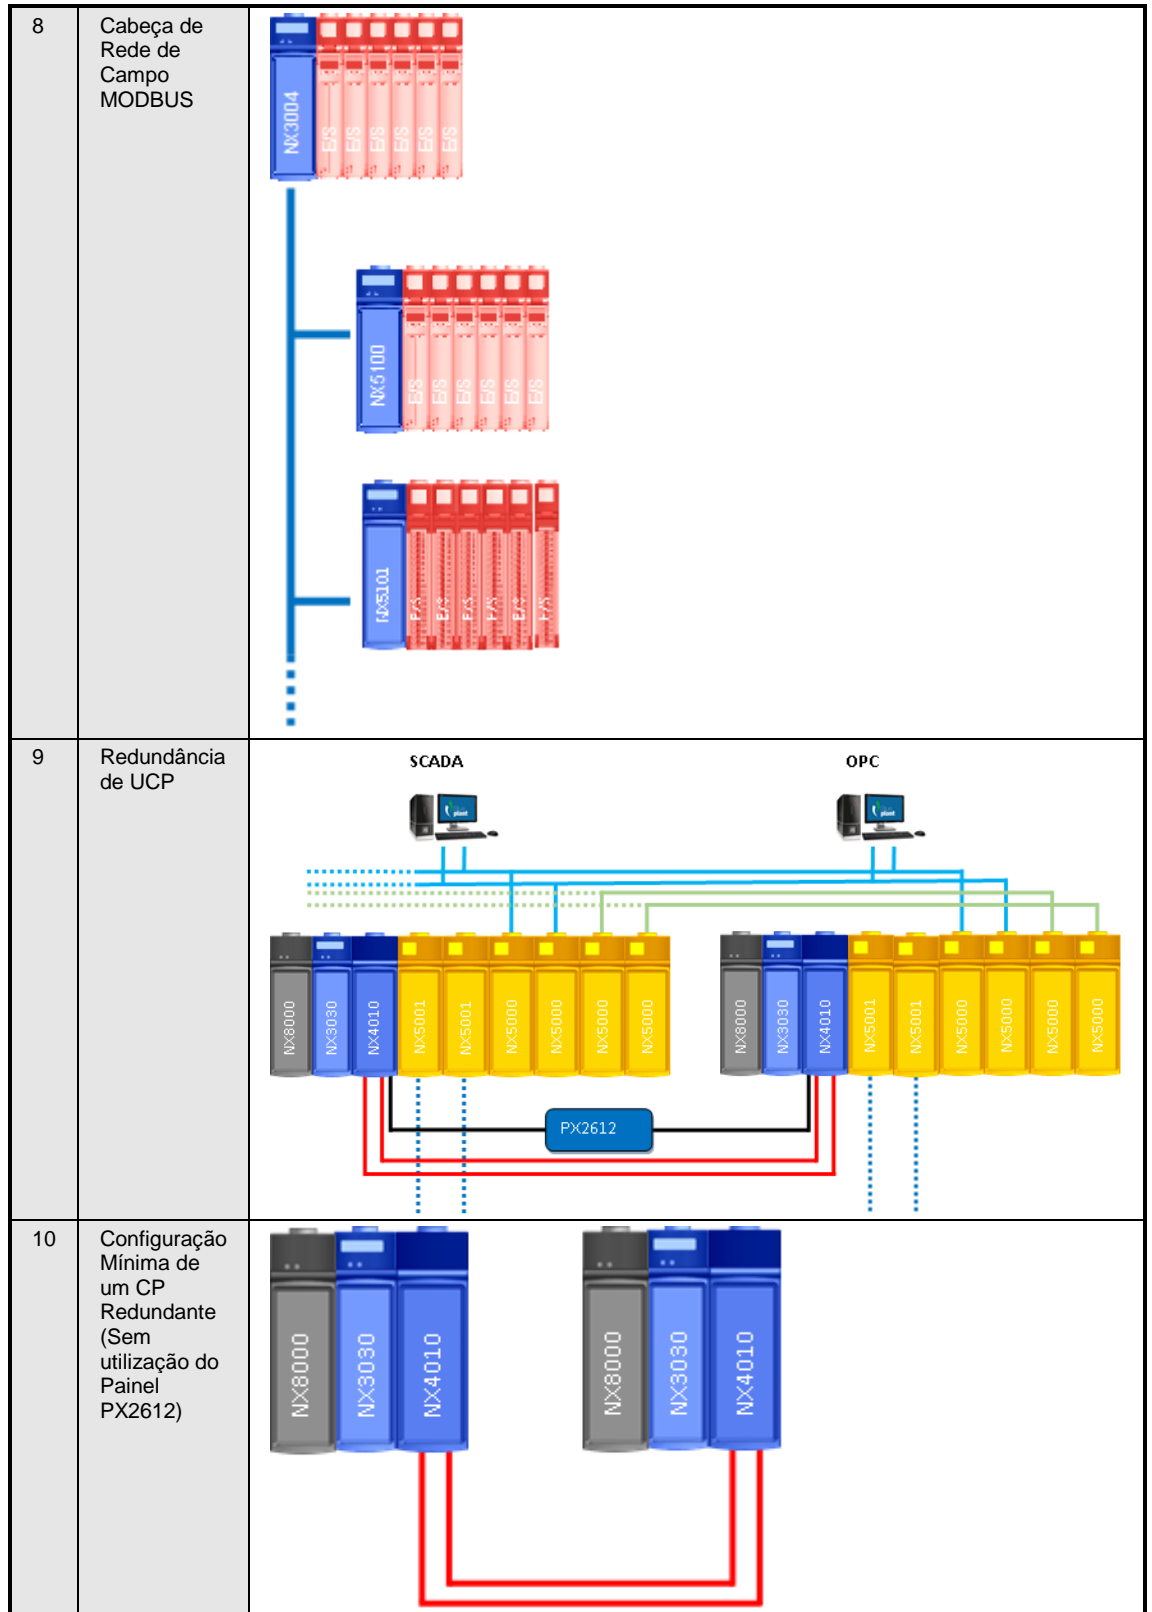 8
Cabeça de
Rede de
Campo
MODBUS
NX3004
E/S
E/S
E/S
E/S
E/S
E/S
NX5100
E/S
E/S
E/S
E/S
E/S
E/S
NX5101
E/S
E/S
E/S
E/S
E/S
E/S
9
Redundância
de UCP
SCADA
OPC
plant
plant
NX8000
NX3030
NX4010
NX5001
NX5001
NX5000
NX5000
NX5000
NX5000
NX8000
NX3030
NX4010
NX5001
NX5001
NX5000
NX5000
NX5000
NX5000
PX2612
10
Configuração
Mínima de
um CP
Redundante
(Sem
utilização do
Painel
PX2612)
NX8000
NX3030
NX4010
NX8000
NX3030
NX4010